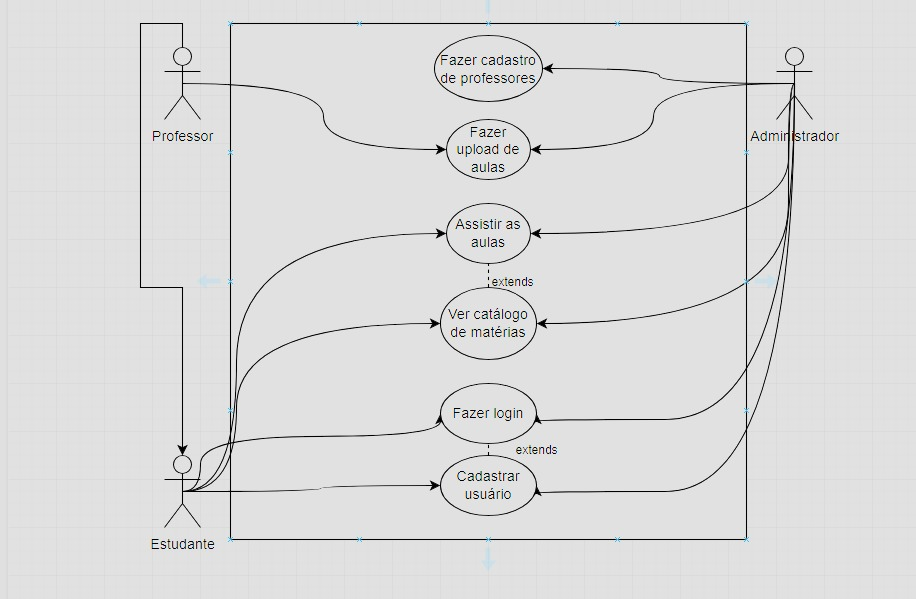 Fazer cadastro
de professores
Professor
Fazer
upload de
aulas
Administrador
Assistir as
aulas
extends
Ver catálogo
de matérias
Fazer login
extends
Cadastrar
usuário
Estudante